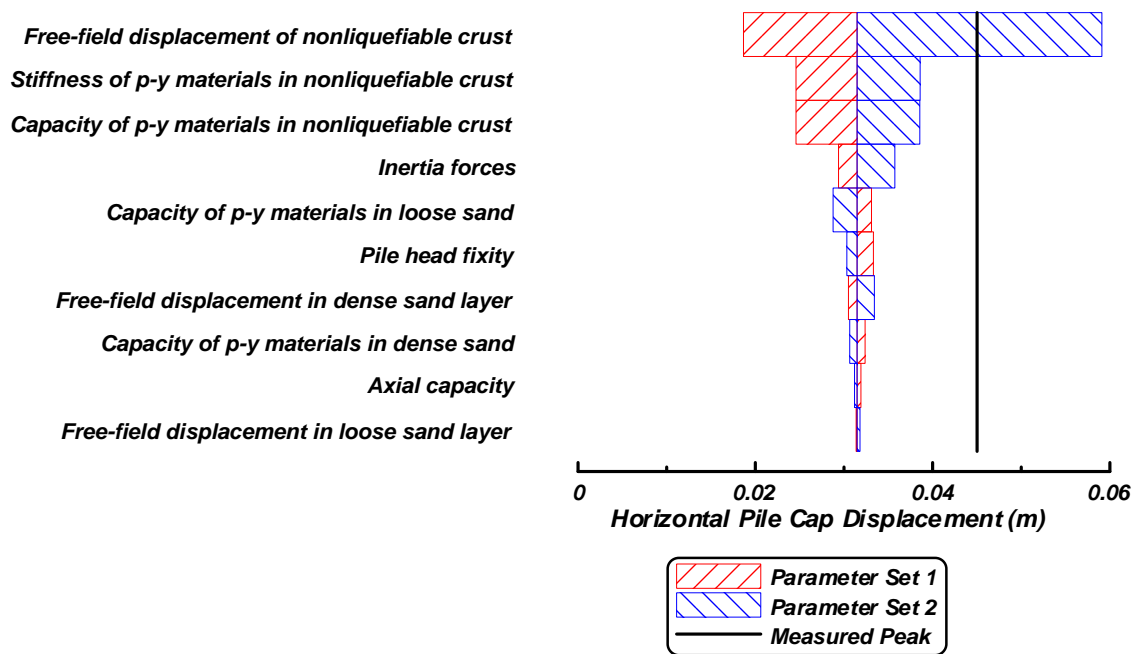 Free-field displacement of nonliquefiable crust
Stiffness of p-y materials in nonliquefiable crust
Capacity of p-y materials in nonliquefiable crust
Inertia forces
Capacity of p-y materials in loose sand
Pile head fixity
Free-field displacement in dense sand layer
Capacity of p-y materials in dense sand
Axial capacity
Free-field displacement in loose sand layer
0 0.02 0.04 0.06
Horizontal Pile Cap Displacement (m)
Parameter Set 1
Parameter Set 2
Measured Peak